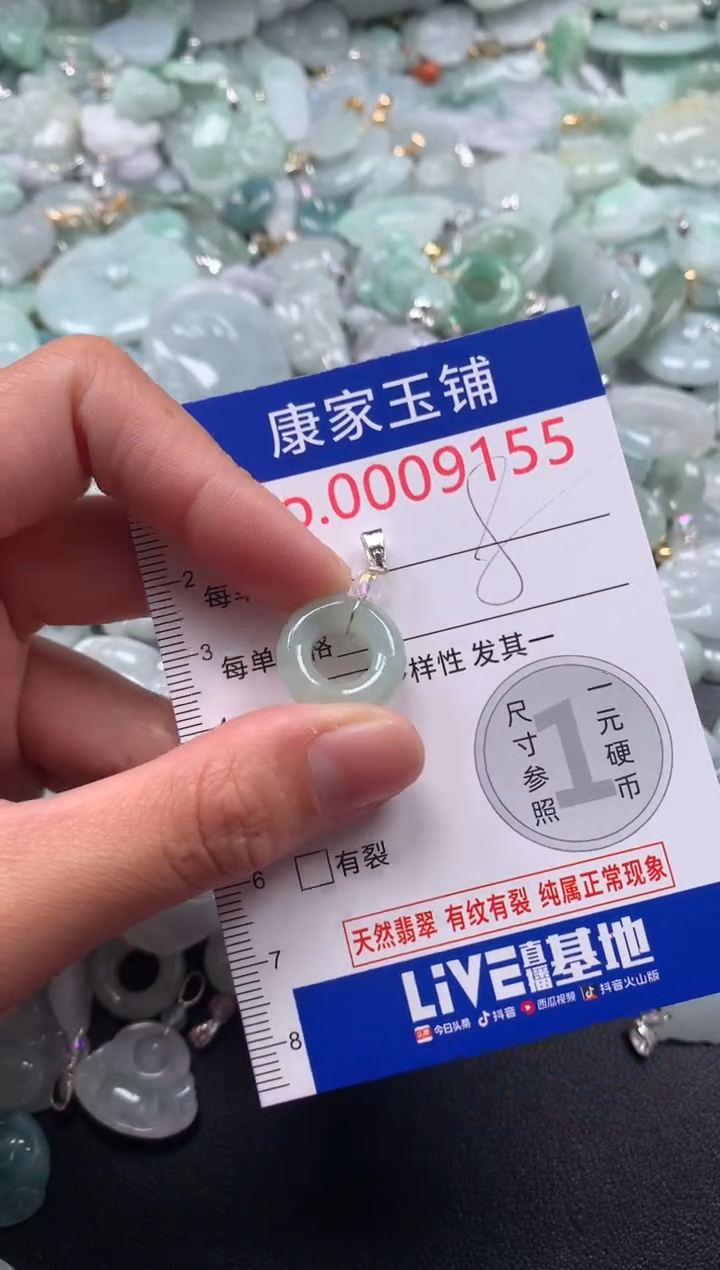 康家玉铺
.0009155
8
2 每
3 每单 格 样性 发其一
尺寸参照 1 一元硬币
6 有裂
天然翡翠 有纹有裂 纯属正常现象
7
LiVE直播基地
今日头条 抖音 西瓜视频 抖音火山版
8